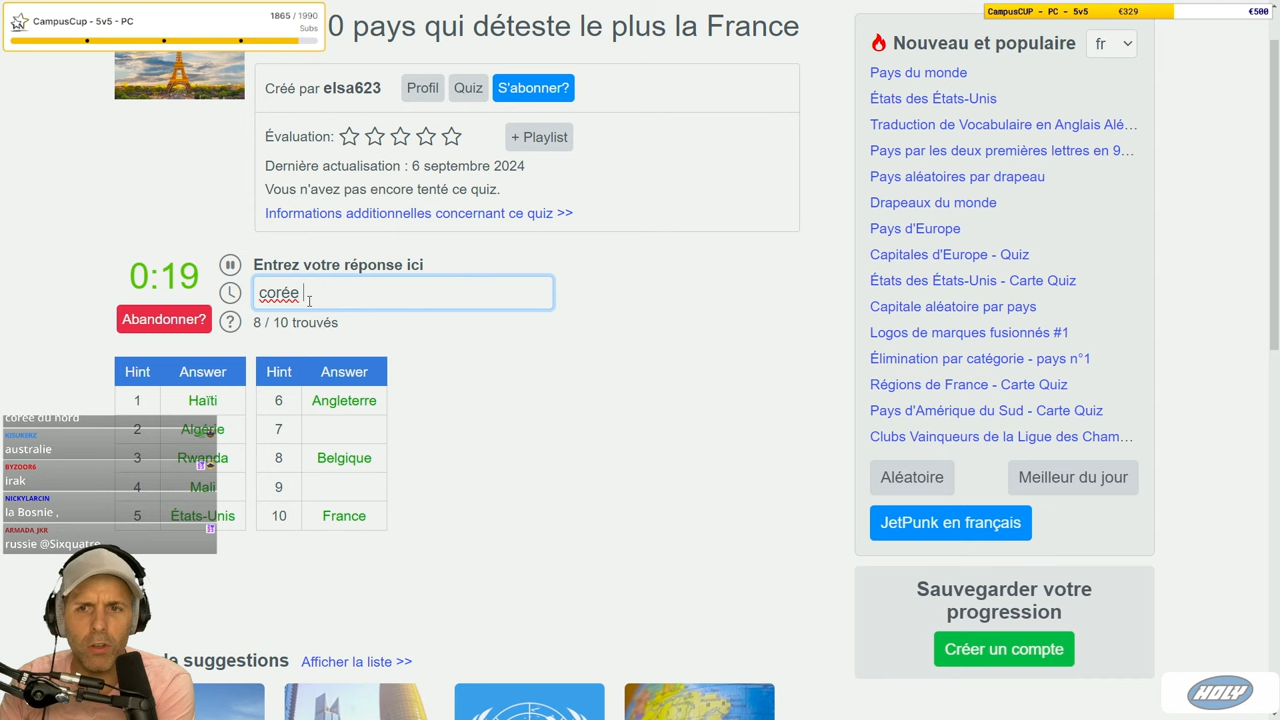 CampusCup - 5v5 - PC
1865 / 1990
Subs
0 pays qui déteste le plus la France
CampusCUP - PC - 5v5 €329 €500
Créé par elsa623
Profil
Quiz
S'abonner?
Évaluation:
+ Playlist
Dernière actualisation : 6 septembre 2024
Vous n'avez pas encore tenté ce quiz.
Informations additionnelles concernant ce quiz >>
0:19
Abandonner?
Entrez votre réponse ici
corée
8 / 10 trouvés
Hint Answer
1 Haïti
2 Algérie
3 Rwanda
4 Mali
5 États-Unis
Hint Answer
6 Angleterre
7
8 Belgique
9
10 France
corée du nord
KISUKERZ
australie
BYZOOR6
irak
NICKYLARCIN
la Bosnie ,
ARMADA JKR
russie @Sixquatre
de suggestions
Afficher la liste >>
Nouveau et populaire
fr
Pays du monde
États des États-Unis
Traduction de Vocabulaire en Anglais Alé…
Pays par les deux premières lettres en 9…
Pays aléatoires par drapeau
Drapeaux du monde
Pays d'Europe
Capitales d'Europe - Quiz
États des États-Unis - Carte Quiz
Capitale aléatoire par pays
Logos de marques fusionnés #1
Élimination par catégorie - pays n°1
Régions de France - Carte Quiz
Pays d'Amérique du Sud - Carte Quiz
Clubs Vainqueurs de la Ligue des Cham…
Aléatoire
Meilleur du jour
JetPunk en français
Sauvegarder votre
progression
Créer un compte
HOLY